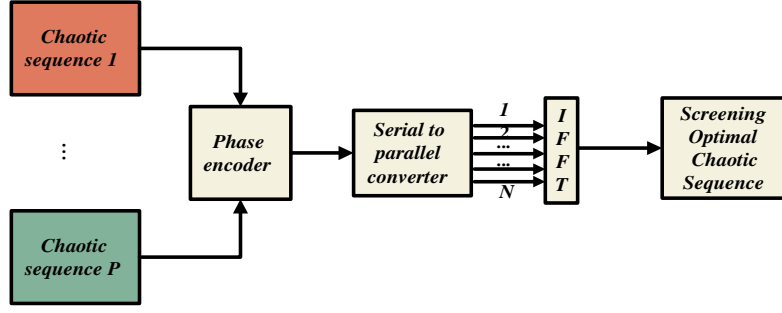 Chaotic
sequence 1
⋮
Chaotic
sequence P
Phase
encoder
Serial to
parallel
converter
1
2
...
...
N
I
F
F
T
Screening
Optimal
Chaotic
Sequence